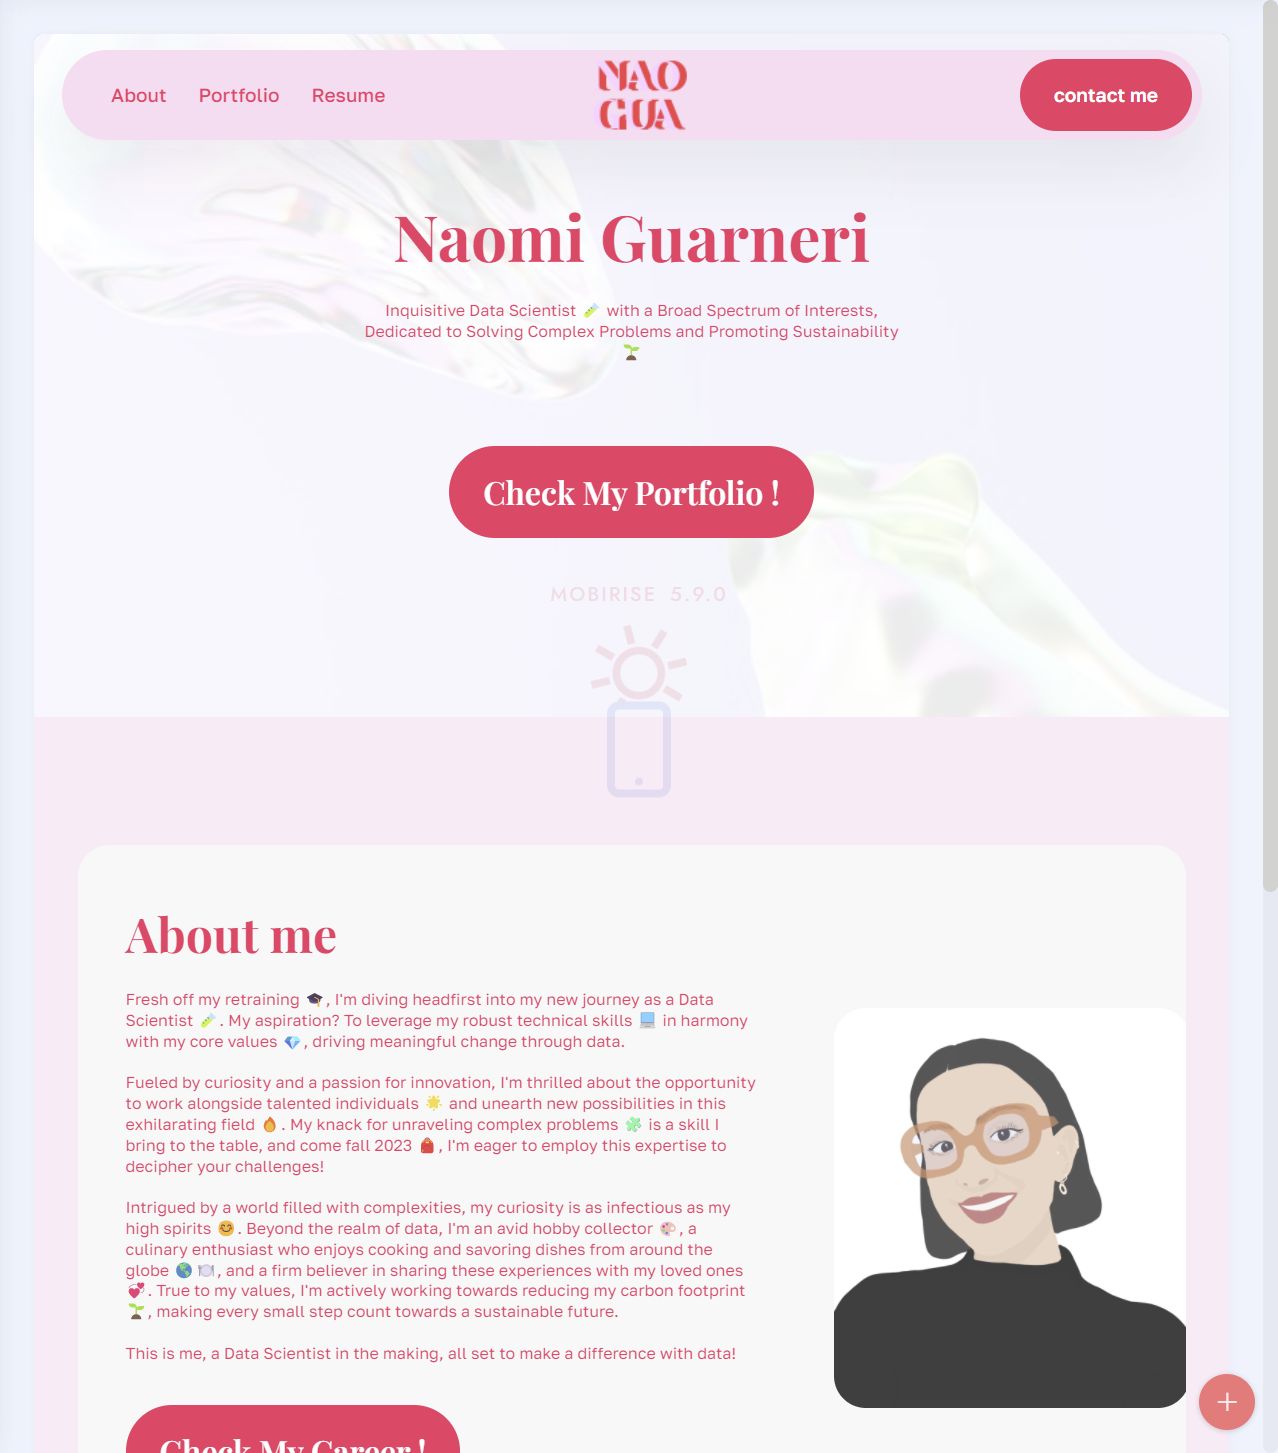 About Portfolio Resume
NAO
GUA
contact me
Naomi Guarneri
Inquisitive Data Scientist 🧪 with a Broad Spectrum of Interests,
Dedicated to Solving Complex Problems and Promoting Sustainability
🌱
Check My Portfolio !
MOBIRISE 5.9.0
About me
Fresh off my retraining 🎓, I'm diving headfirst into my new journey as a Data
Scientist 🧪. My aspiration? To leverage my robust technical skills 💻 in harmony
with my core values 💎, driving meaningful change through data.
Fueled by curiosity and a passion for innovation, I'm thrilled about the opportunity
to work alongside talented individuals 🌟 and unearth new possibilities in this
exhilarating field 🔥. My knack for unraveling complex problems 🧩 is a skill I
bring to the table, and come fall 2023 🎒, I'm eager to employ this expertise to
decipher your challenges!
Intrigued by a world filled with complexities, my curiosity is as infectious as my
high spirits 😊. Beyond the realm of data, I'm an avid hobby collector 🎨, a
culinary enthusiast who enjoys cooking and savoring dishes from around the
globe 🌎🍽️, and a firm believer in sharing these experiences with my loved ones
💞. True to my values, I'm actively working towards reducing my carbon footprint
🌱, making every small step count towards a sustainable future.
This is me, a Data Scientist in the making, all set to make a difference with data!
Check My Career !